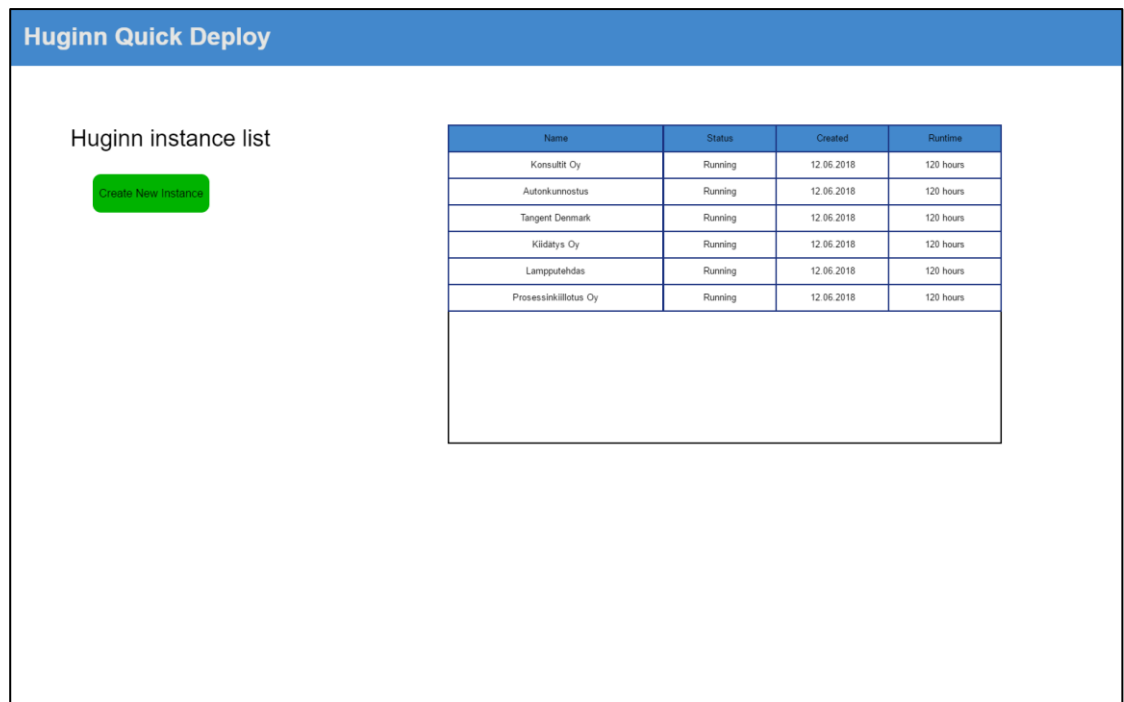 Huginn Quick Deploy
Huginn instance list
Create New Instance
Name Status Created Runtime
Konsultit Oy Running 12.06.2018 120 hours
Autonkunnostus Running 12.06.2018 120 hours
Tangent Denmark Running 12.06.2018 120 hours
Kiidätys Oy Running 12.06.2018 120 hours
Lampputehdas Running 12.06.2018 120 hours
Prosessinkiillotus Oy Running 12.06.2018 120 hours